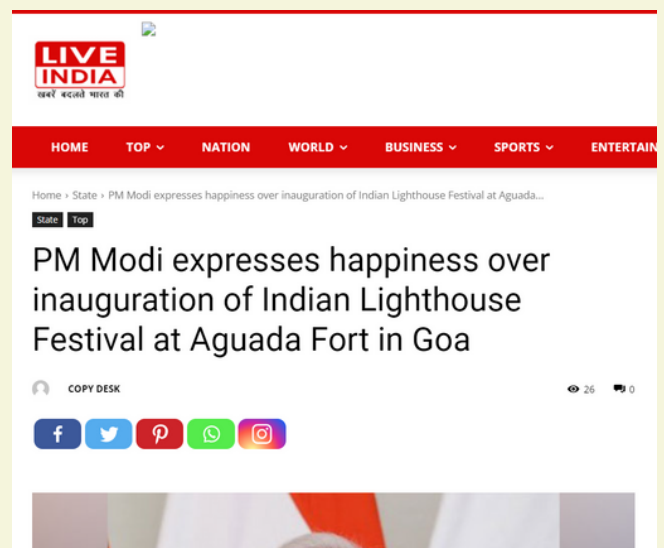 LIVE
INDIA
खबरें बदलते भारत की
HOME TOP NATION WORLD BUSINESS SPORTS ENTERTAIN
Home › State › PM Modi expresses happiness over inauguration of Indian Lighthouse Festival at Aguada...
State Top
PM Modi expresses happiness over
inauguration of Indian Lighthouse
Festival at Aguada Fort in Goa
COPY DESK 26 0